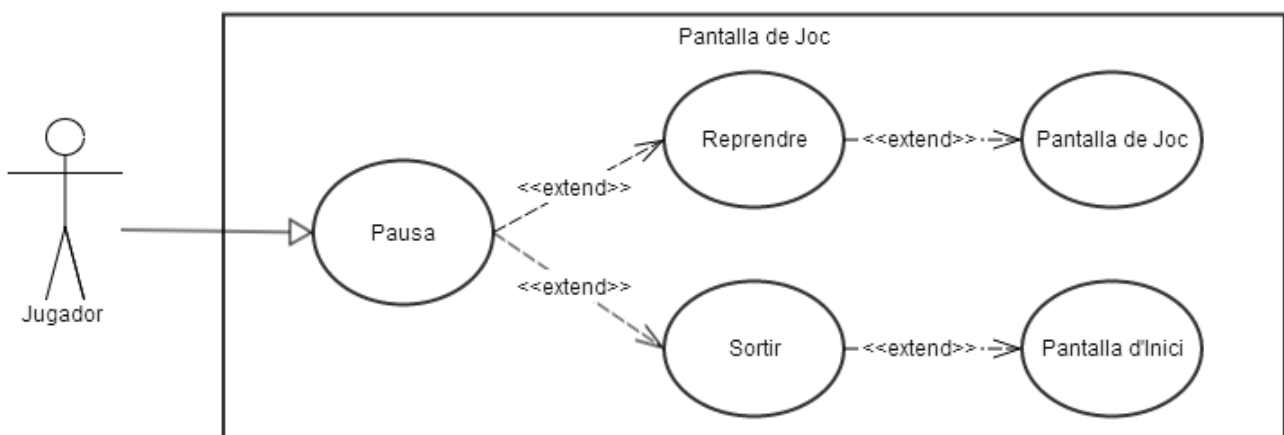 Pantalla de Joc
Reprendre
<<extend>>
Pantalla de Joc
<<extend>>
Pausa
<<extend>>
Jugador
Sortir
<<extend>>
Pantalla d'Inici